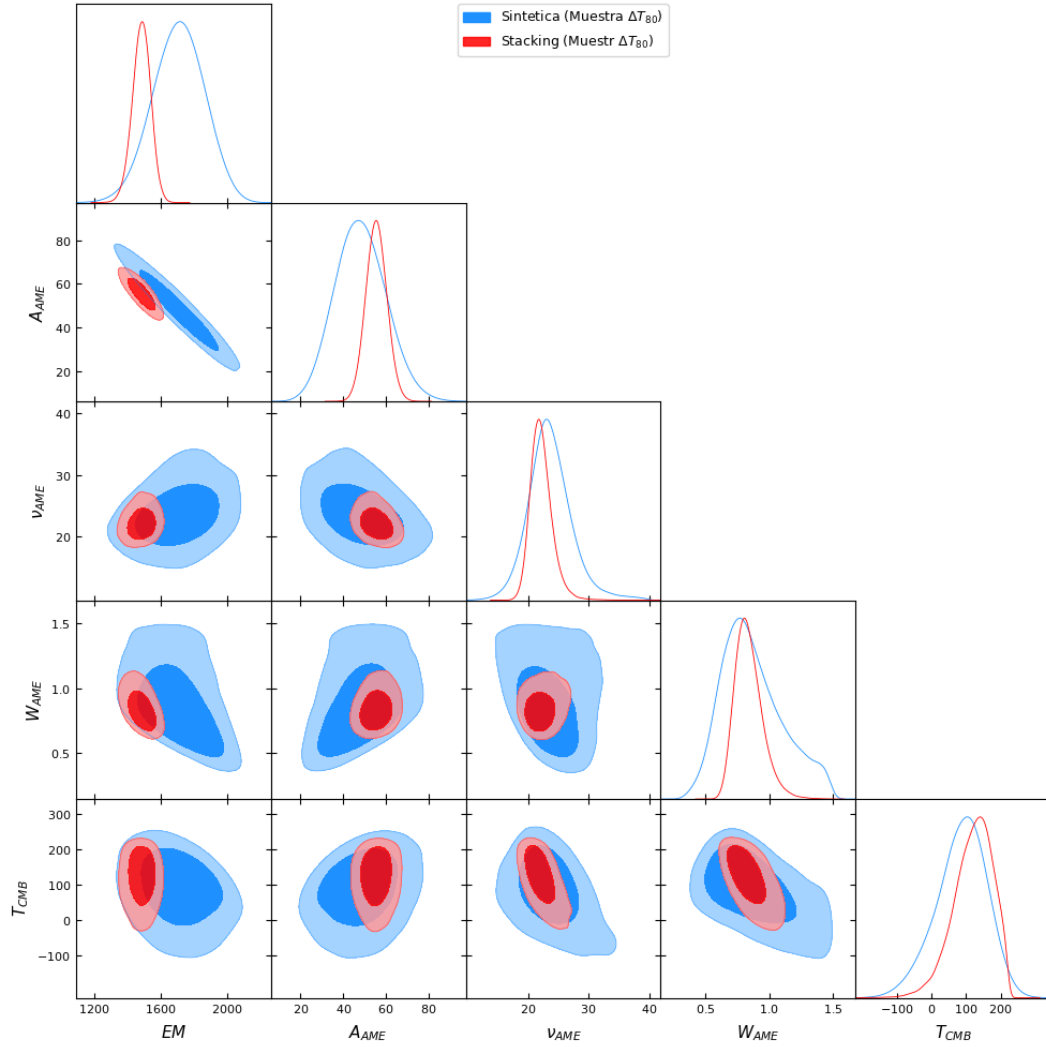 Sintetica (Muestra ΔT₈₀)
Stacking (Muestr ΔT₈₀)
80
60
40
20
A_AME
40
30
20
ν_AME
1.5
1.0
0.5
W_AME
300
200
100
0
−100
T_CMB
1200 1600 2000
20 40 60 80
20 30 40
0.5 1.0 1.5
−100 0 100 200
EM
A_AME
ν_AME
W_AME
T_CMB